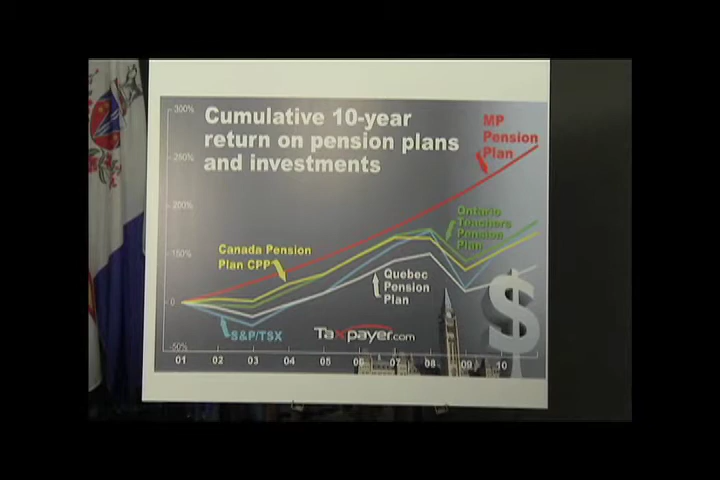 300%
Cumulative 10-year
return on pension plans
and investments
MP
Pension
Plan
250%
200%
Ontario
Teachers
Pension
Plan
150%
Canada Pension
Plan CPP
Quebec
Pension
Plan
0
S&P/TSX
Taxpayer.com
$
-50%
01 02 03 04 05 06 07 08 09 10